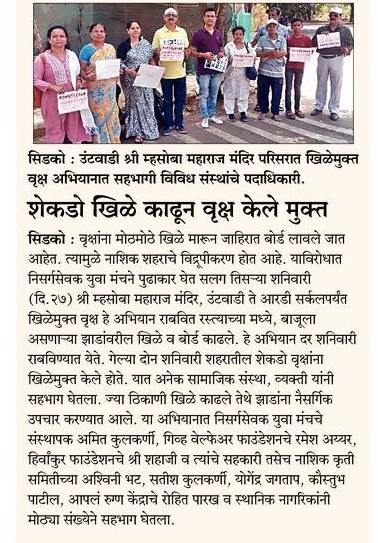 सिडको : उंटवाडी श्री म्हसोबा महाराज मंदिर परिसरात खिळेमुक्त
वृक्ष अभियानात सहभागी विविध संस्थांचे पदाधिकारी.
शेकडो खिळे काढून वृक्ष केले मुक्त
सिडको : वृक्षांना मोठमोठे खिळे मारून जाहिरात बोर्ड लावले जात
आहेत. त्यामुळे नाशिक शहराचे विद्रूपीकरण होत आहे. याविरोधात
निसर्गसेवक युवा मंचने पुढाकार घेत सलग तिसऱ्या शनिवारी
(दि.२७) श्री म्हसोबा महाराज मंदिर, उंटवाडी ते आरडी सर्कलपर्यंत
खिळेमुक्त वृक्ष हे अभियान राबवित रस्त्याच्या मध्ये, बाजूला
असणाऱ्या झाडांवरील खिळे व बोर्ड काढले. हे अभियान दर शनिवारी
राबविण्यात येते. गेल्या दोन शनिवारी शहरातील शेकडो वृक्षांना
खिळेमुक्त केले होते. यात अनेक सामाजिक संस्था, व्यक्ती यांनी
सहभाग घेतला. ज्या ठिकाणी खिळे काढले तेथे झाडांना नैसर्गिक
उपचार करण्यात आले. या अभियानात निसर्गसेवक युवा मंचचे
संस्थापक अमित कुलकर्णी, गिव्ह वेल्फेअर फाउंडेशनचे रमेश अय्यर,
हिर्वांकुर फाउंडेशनचे श्री शहाजी व त्यांचे सहकारी तसेच नाशिक कृती
समितीच्या अश्विनी भट, सतीश कुलकर्णी, योगेंद्र जगताप, कौस्तुभ
पाटील, आपलं रुग्ण केंद्राचे रोहित पारख व स्थानिक नागरिकांनी
मोठ्या संख्येने सहभाग घेतला.